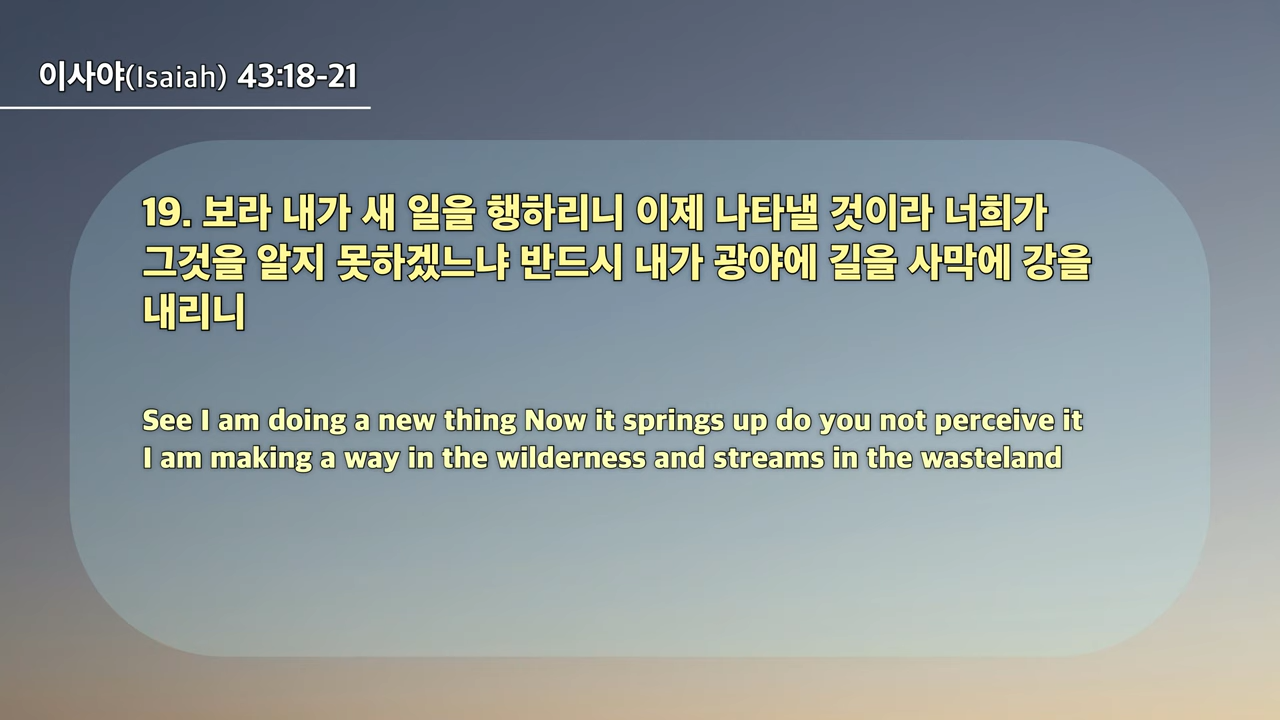 이사야(Isaiah) 43:18-21
19. 보라 내가 새 일을 행하리니 이제 나타낼 것이라 너희가
그것을 알지 못하겠느냐 반드시 내가 광야에 길을 사막에 강을
내리니
See I am doing a new thing Now it springs up do you not perceive it
I am making a way in the wilderness and streams in the wasteland